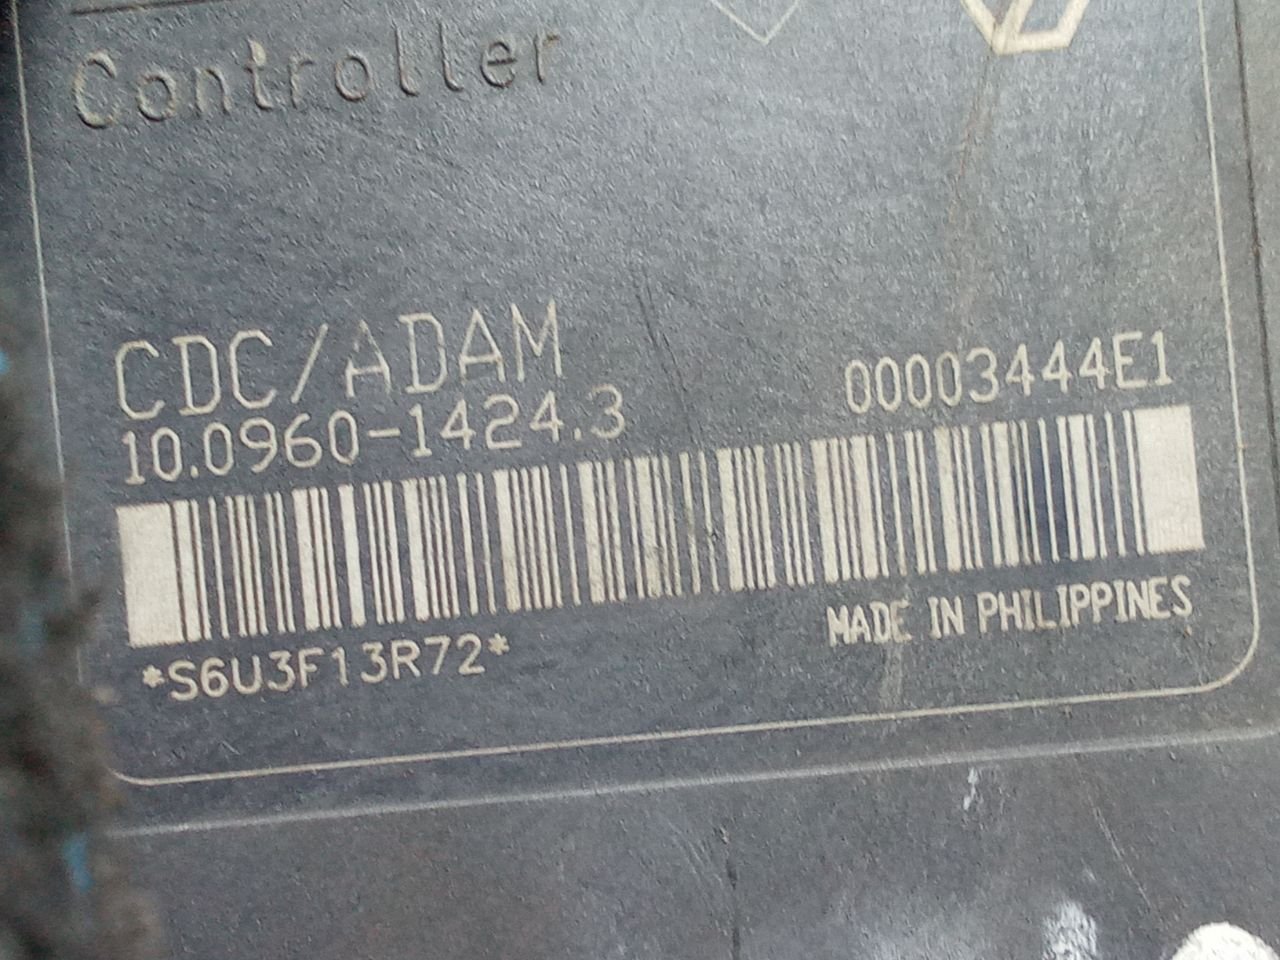 Controller
CDC/ADAM
10.0960-1424.3
00003444E1
*S6U3F13R72*
MADE IN PHILIPPINES